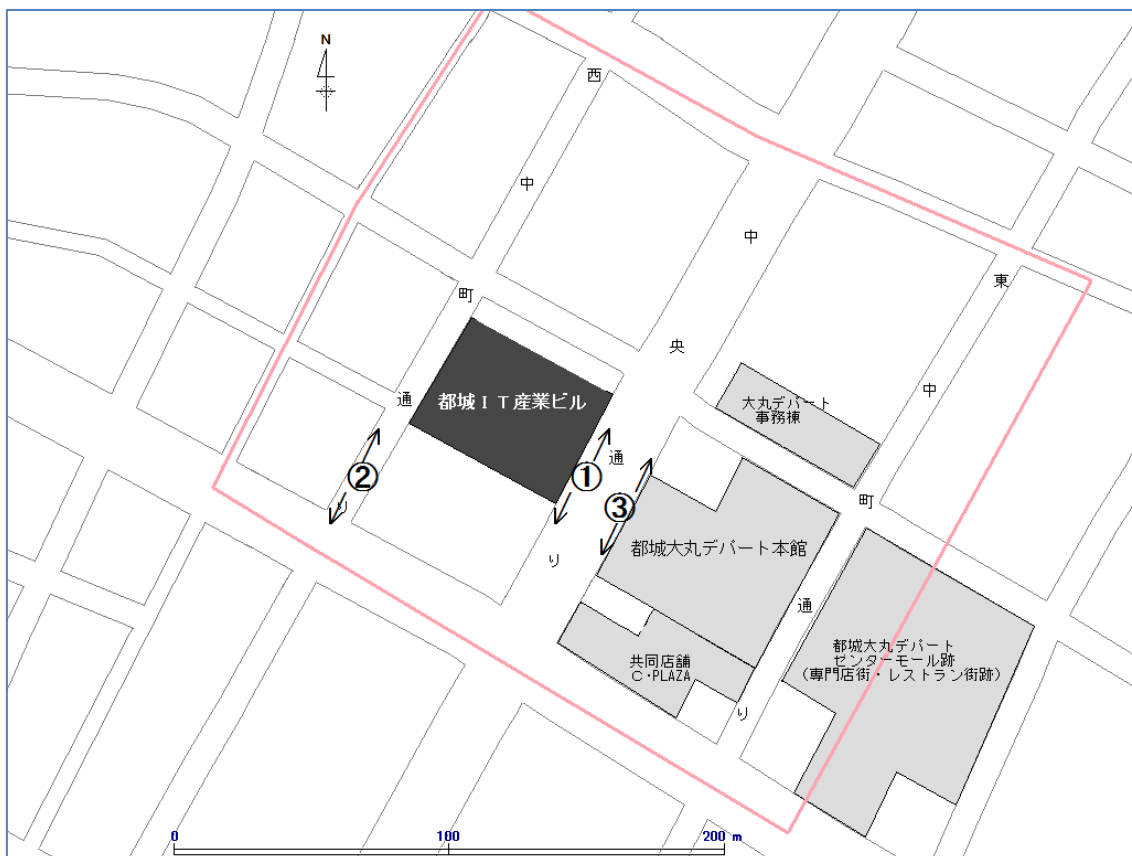 N
西中町通り
中央通り
東中町通り
都城ＩＴ産業ビル
大丸デパート
事務棟
①
②
③
都城大丸デパート本館
共同店舗
Ｃ･PLAZA
都城大丸デパート
センターモール跡
（専門店街・レストラン街跡）
0 100 200 m